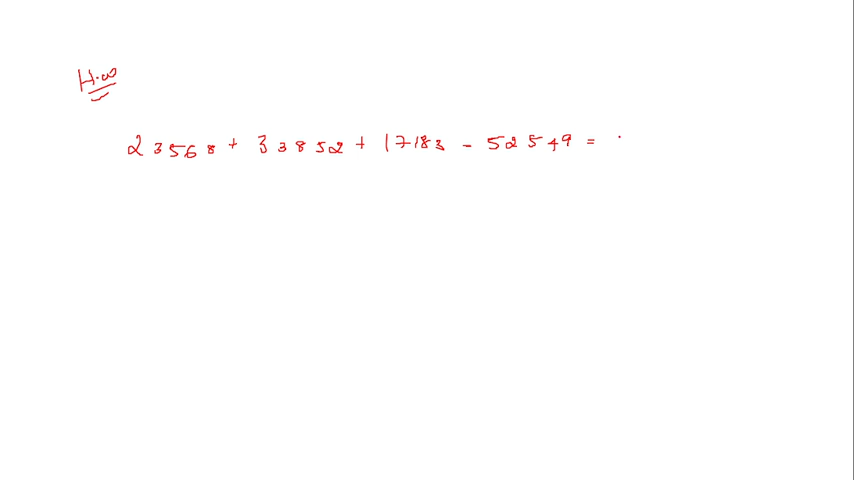 H.w
23568 + 33852 + 17183 - 52549 =